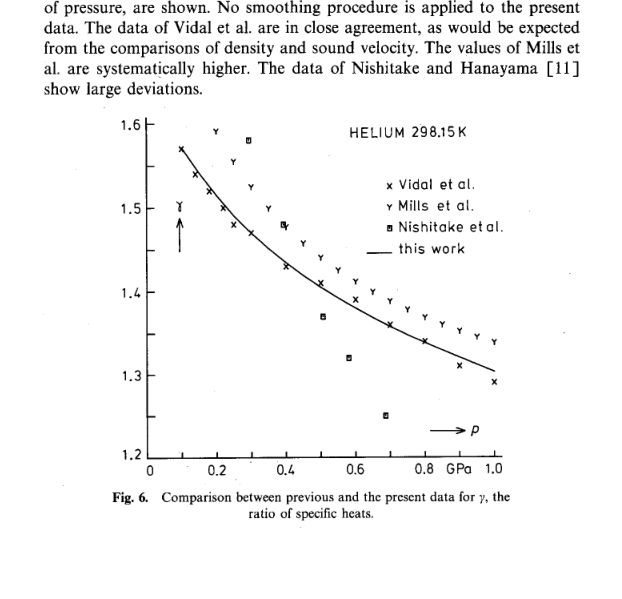 of pressure, are shown. No smoothing procedure is applied to the present
data. The data of Vidal et al. are in close agreement, as would be expected
from the comparisons of density and sound velocity. The values of Mills et
al. are systematically higher. The data of Nishitake and Hanayama [11]
show large deviations.
1.6
HELIUM 298.15 K
x Vidal et al.
Y Mills et al.
Nishitake et al.
this work
1.5
γ
1.4
1.3
p
1.2
0 0.2 0.4 0.6 0.8 GPa 1.0
Fig. 6. Comparison between previous and the present data for γ, the
ratio of specific heats.